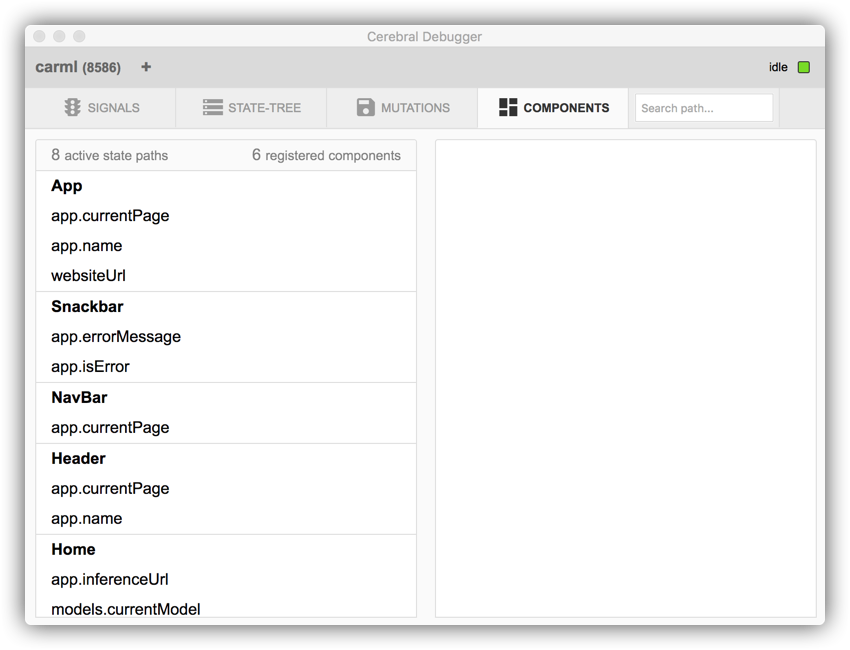 Cerebral Debugger
carml (8586) +
idle
SIGNALS STATE-TREE MUTATIONS COMPONENTS Search path...
8 active state paths 6 registered components
App
app.currentPage
app.name
websiteUrl
Snackbar
app.errorMessage
app.isError
NavBar
app.currentPage
Header
app.currentPage
app.name
Home
app.inferenceUrl
models.currentModel